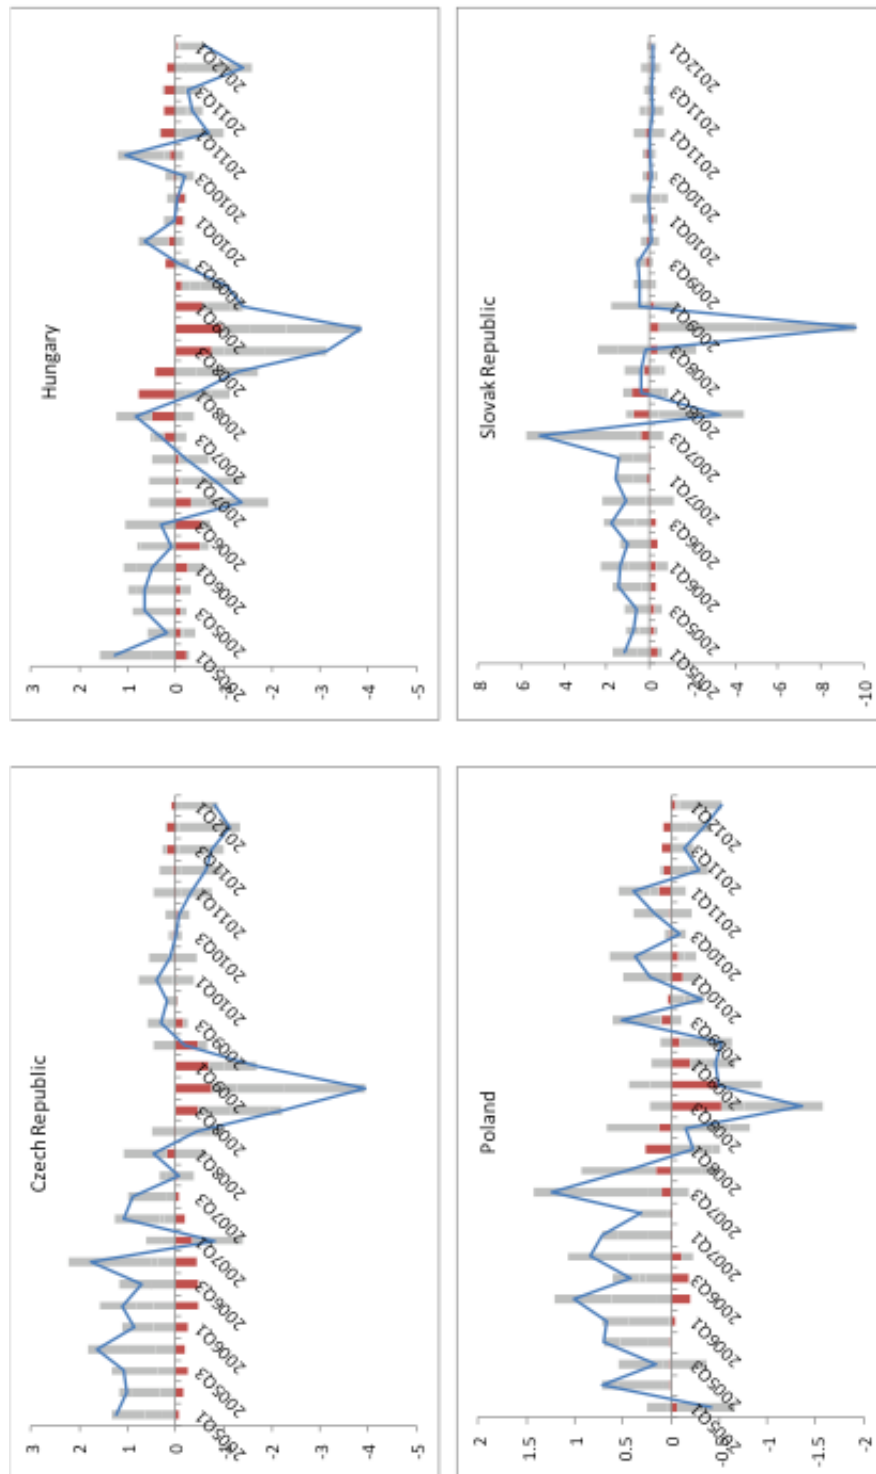 Czech Republic
3
2
1
0
-1
-2
-3
-4
-5
2005Q1
2005Q3
2006Q1
2006Q3
2007Q1
2007Q3
2008Q1
2008Q3
2009Q1
2009Q3
2010Q1
2010Q3
2011Q1
2011Q3
2012Q1
Hungary
3
2
1
0
-1
-2
-3
-4
-5
2005Q1
2005Q3
2006Q1
2006Q3
2007Q1
2007Q3
2008Q1
2008Q3
2009Q1
2009Q3
2010Q1
2010Q3
2011Q1
2011Q3
2012Q1
Poland
2
1.5
1
0.5
0
-0.5
-1
-1.5
-2
2005Q1
2005Q3
2006Q1
2006Q3
2007Q1
2007Q3
2008Q1
2008Q3
2009Q1
2009Q3
2010Q1
2010Q3
2011Q1
2011Q3
2012Q1
Slovak Republic
8
6
4
2
0
-2
-4
-6
-8
-10
2005Q1
2005Q3
2006Q1
2006Q3
2007Q1
2007Q3
2008Q1
2008Q3
2009Q1
2009Q3
2010Q1
2010Q3
2011Q1
2011Q3
2012Q1